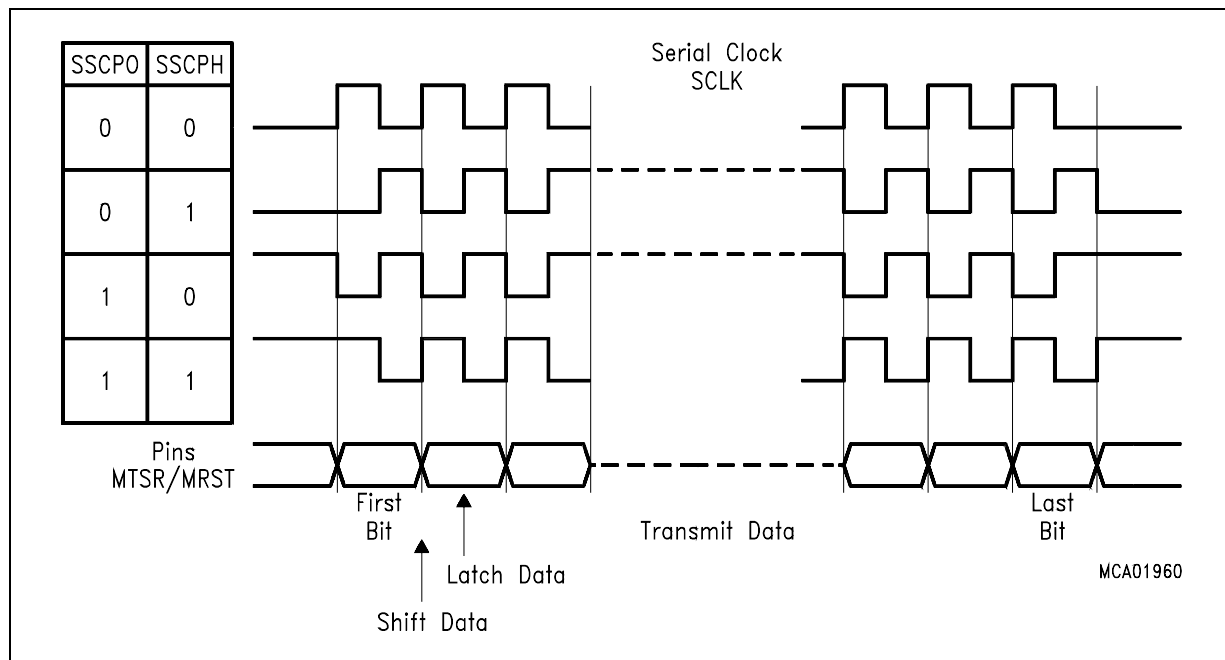 SSCPO SSCPH
0 0
0 1
1 0
1 1
Serial Clock
SCLK
Pins
MTSR/MRST
First
Bit
Last
Bit
Transmit Data
Latch Data
Shift Data
MCA01960